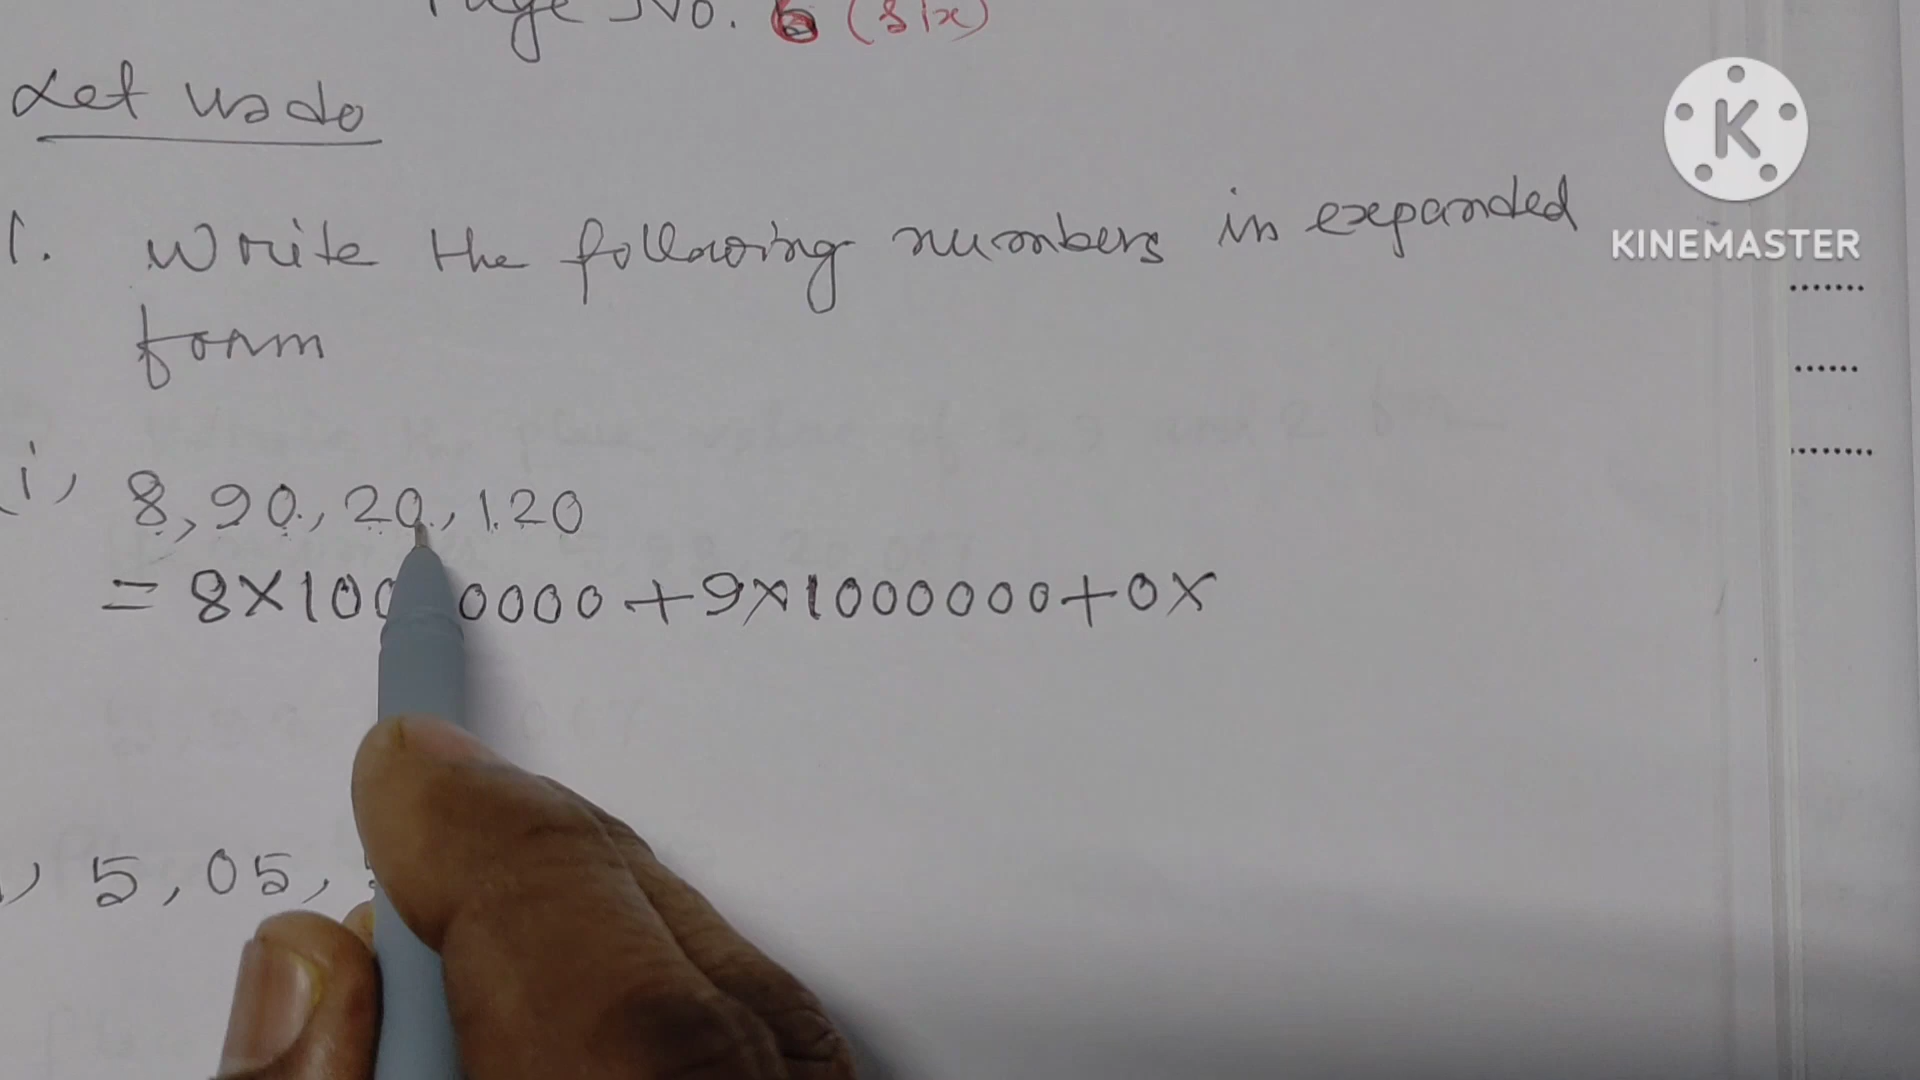 Page No. 6 (Six)
Let us do
1. Write the following numbers in expanded
form
i, 8,90,20,120
= 8×10 0000 + 9×1000000+0×
5,05,
K
KINEMASTER